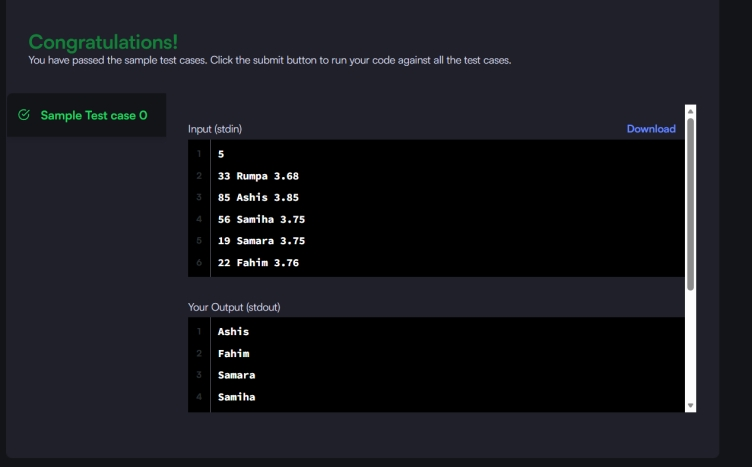 Congratulations!
You have passed the sample test cases. Click the submit button to run your code against all the test cases.
Sample Test case 0
Input (stdin)
Download
1 5
2 33 Rumpa 3.68
3 85 Ashis 3.85
4 56 Samiha 3.75
5 19 Samara 3.75
6 22 Fahim 3.76
Your Output (stdout)
1 Ashis
2 Fahim
3 Samara
4 Samiha